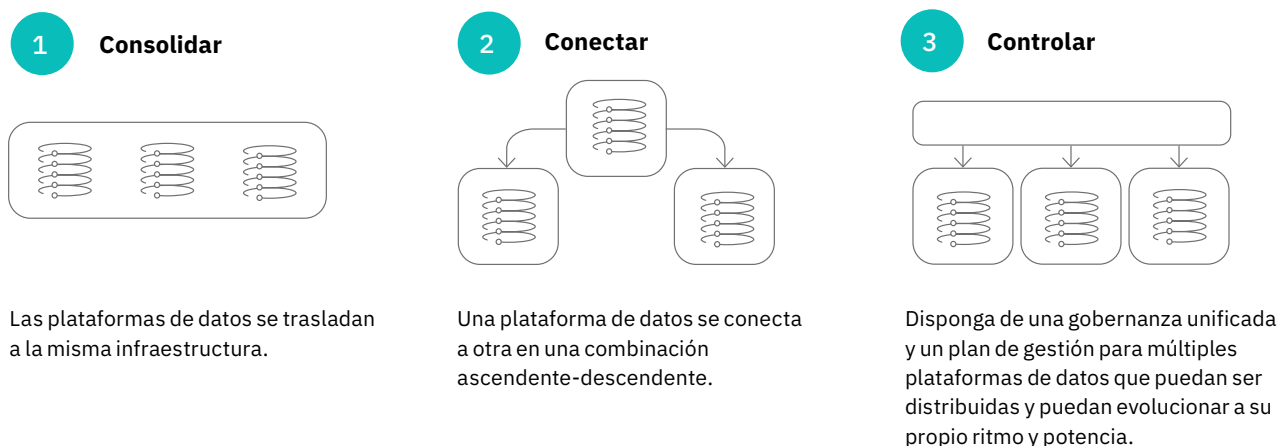 1 Consolidar
Las plataformas de datos se trasladan
a la misma infraestructura.
2 Conectar
Una plataforma de datos se conecta
a otra en una combinación
ascendente-descendente.
3 Controlar
Disponga de una gobernanza unificada
y un plan de gestión para múltiples
plataformas de datos que puedan ser
distribuidas y puedan evolucionar a su
propio ritmo y potencia.